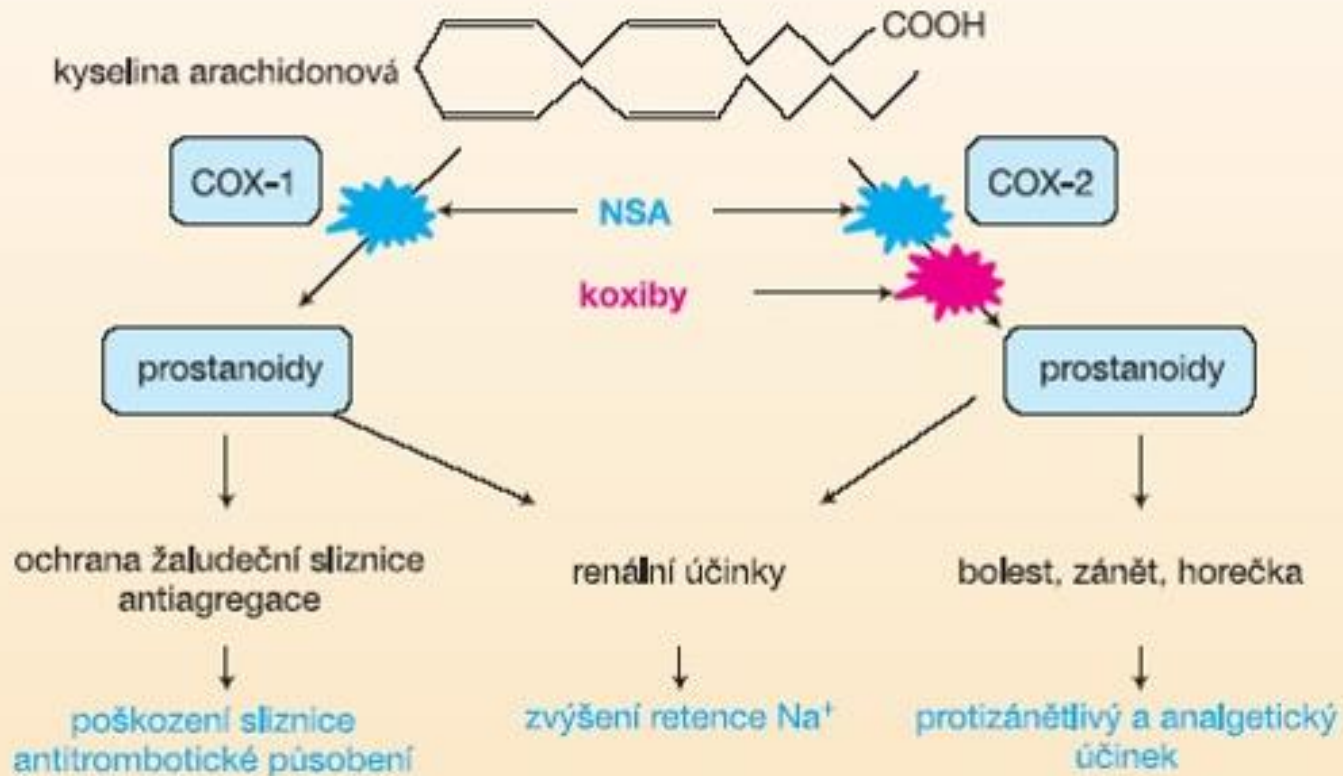 COOH
kyselina arachidonová
COX-1
COX-2
NSA
koxiby
prostanoidy
prostanoidy
ochrana žaludeční sliznice
antiagregace
renální účinky
bolest, zánět, horečka
poškození sliznice
antitrombotické působení
zvýšení retence Na⁺
protizánětlivý a analgetický
účinek